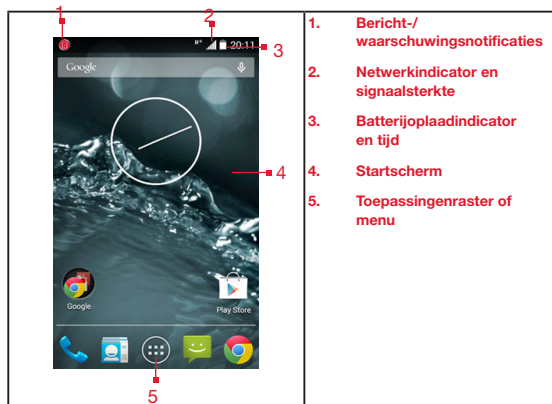 1
2
H+ 20:11
3
Google
4
Google
Play Store
5
1. Bericht-/
waarschuwingsnotificaties
2. Netwerkindicator en
signaalsterkte
3. Batterijoplaadindicator
en tijd
4. Startscherm
5. Toepassingenraster of
menu